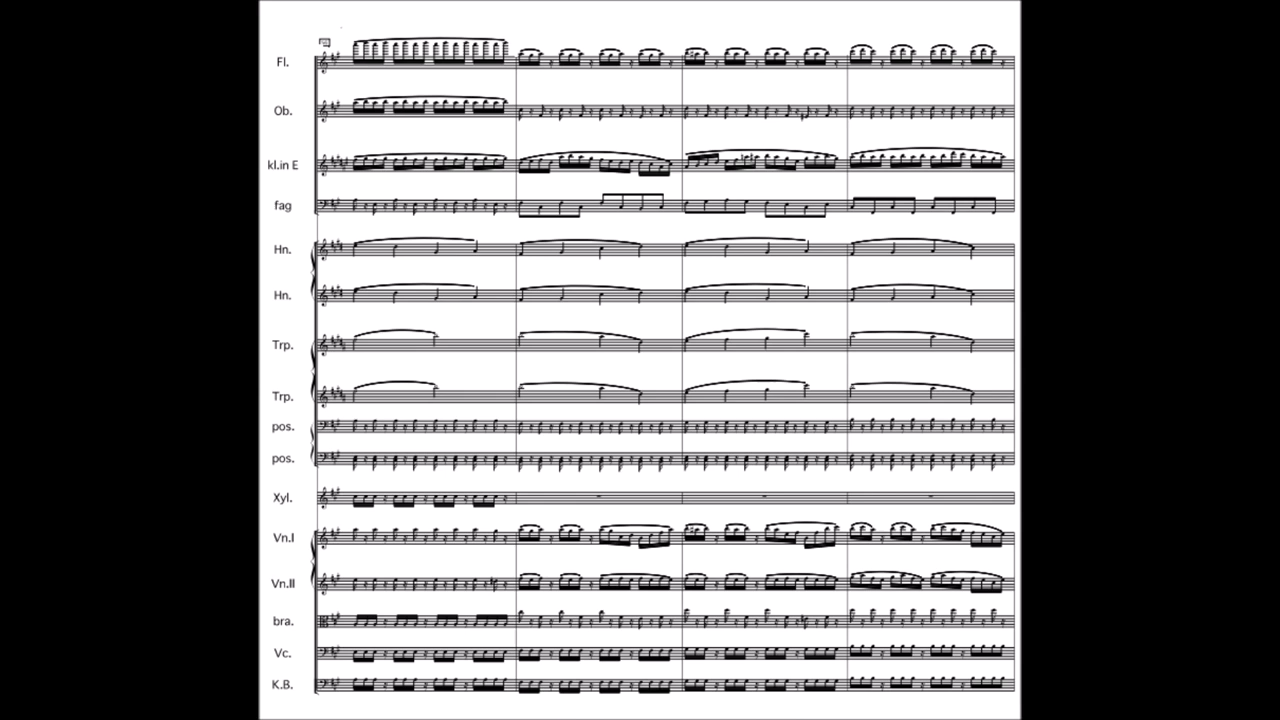 Fl.
Ob.
kl.in E
fag
Hn.
Hn.
Trp.
Trp.
pos.
pos.
Xyl.
Vn.I
Vn.II
bra.
Vc.
K.B.